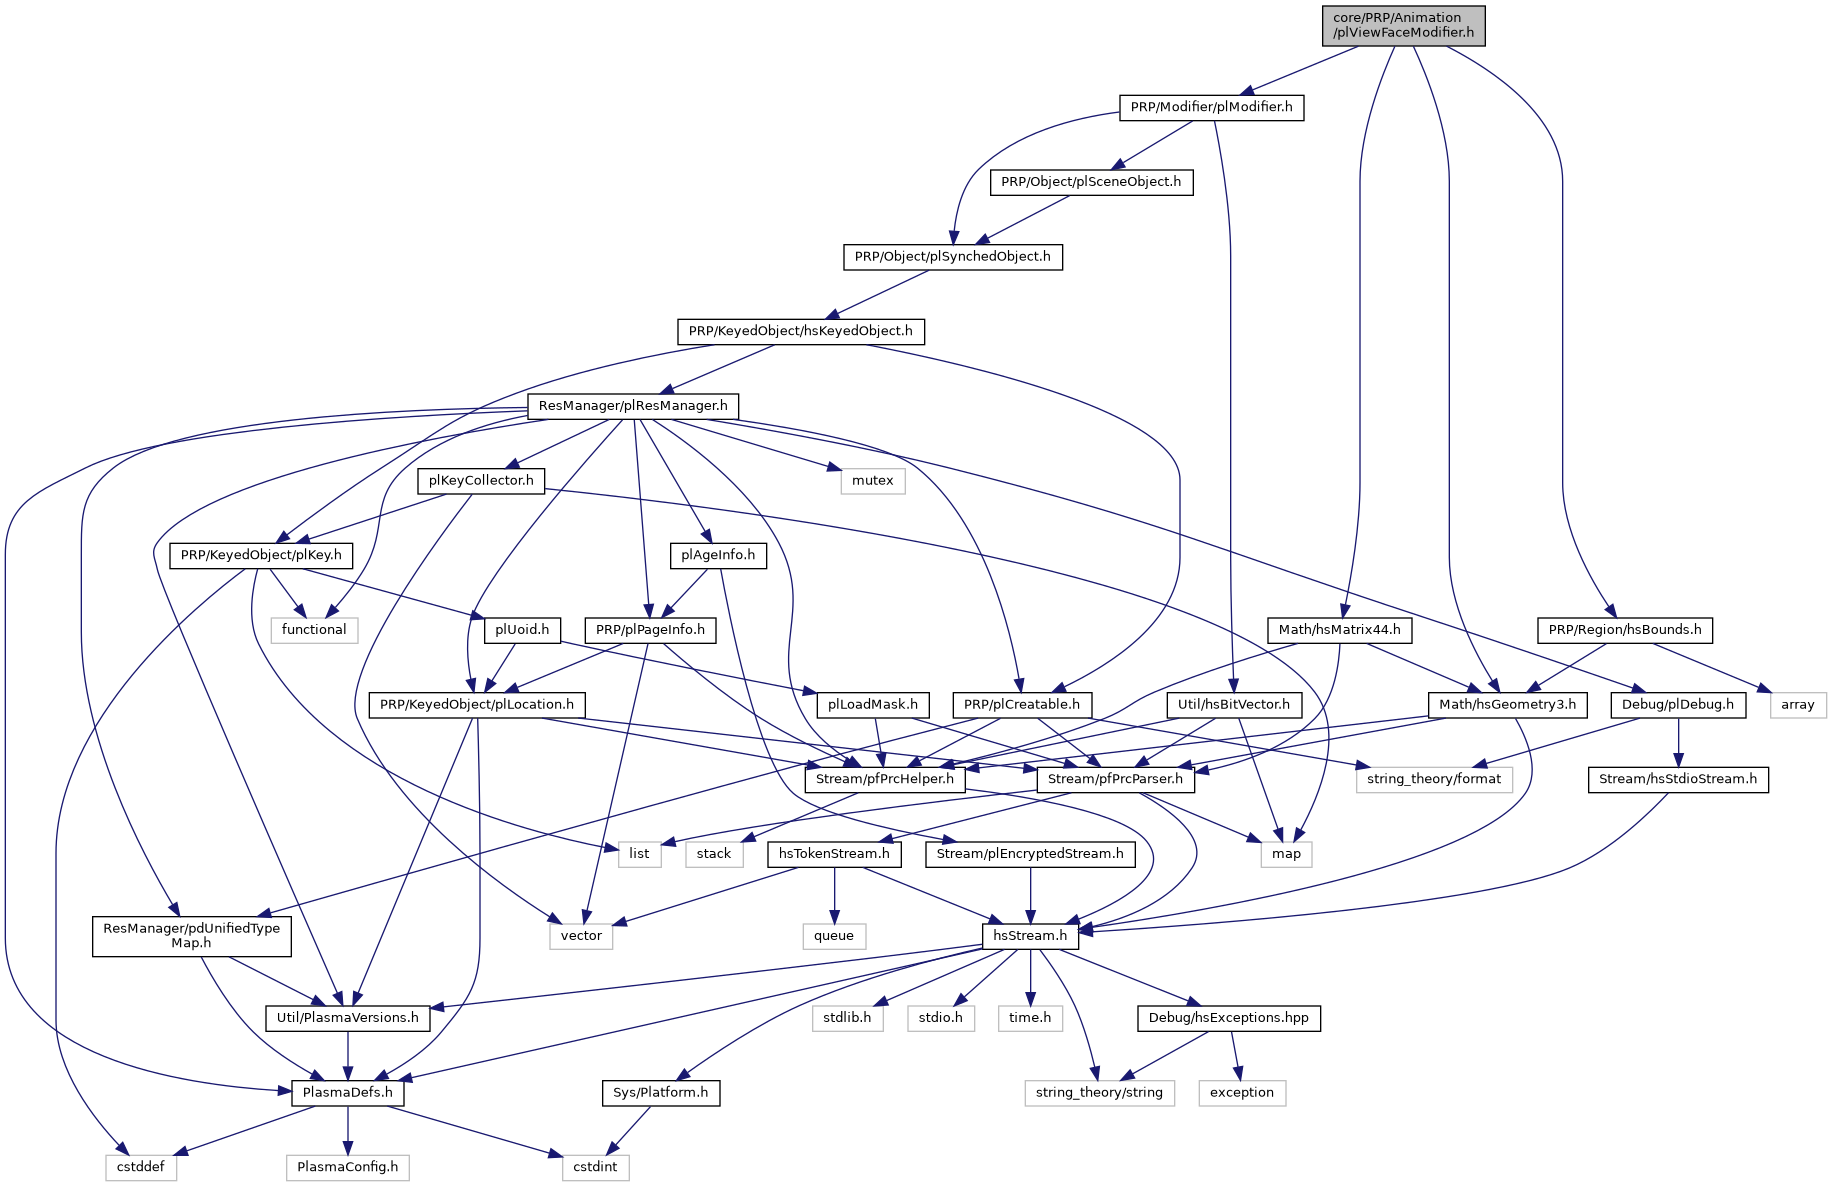 core/PRP/Animation
/plViewFaceModifier.h
PRP/Modifier/plModifier.h
PRP/Object/plSceneObject.h
PRP/Object/plSynchedObject.h
PRP/KeyedObject/hsKeyedObject.h
ResManager/plResManager.h
plKeyCollector.h
mutex
PRP/KeyedObject/plKey.h
plAgeInfo.h
functional
plUoid.h
PRP/plPageInfo.h
Math/hsMatrix44.h
PRP/Region/hsBounds.h
PRP/KeyedObject/plLocation.h
plLoadMask.h
PRP/plCreatable.h
Util/hsBitVector.h
Math/hsGeometry3.h
Debug/plDebug.h
array
Stream/pfPrcHelper.h
Stream/pfPrcParser.h
string_theory/format
Stream/hsStdioStream.h
list
stack
hsTokenStream.h
Stream/plEncryptedStream.h
map
ResManager/pdUnifiedType
Map.h
vector
queue
hsStream.h
Util/PlasmaVersions.h
stdlib.h
stdio.h
time.h
Debug/hsExceptions.hpp
PlasmaDefs.h
Sys/Platform.h
string_theory/string
exception
cstddef
PlasmaConfig.h
cstdint